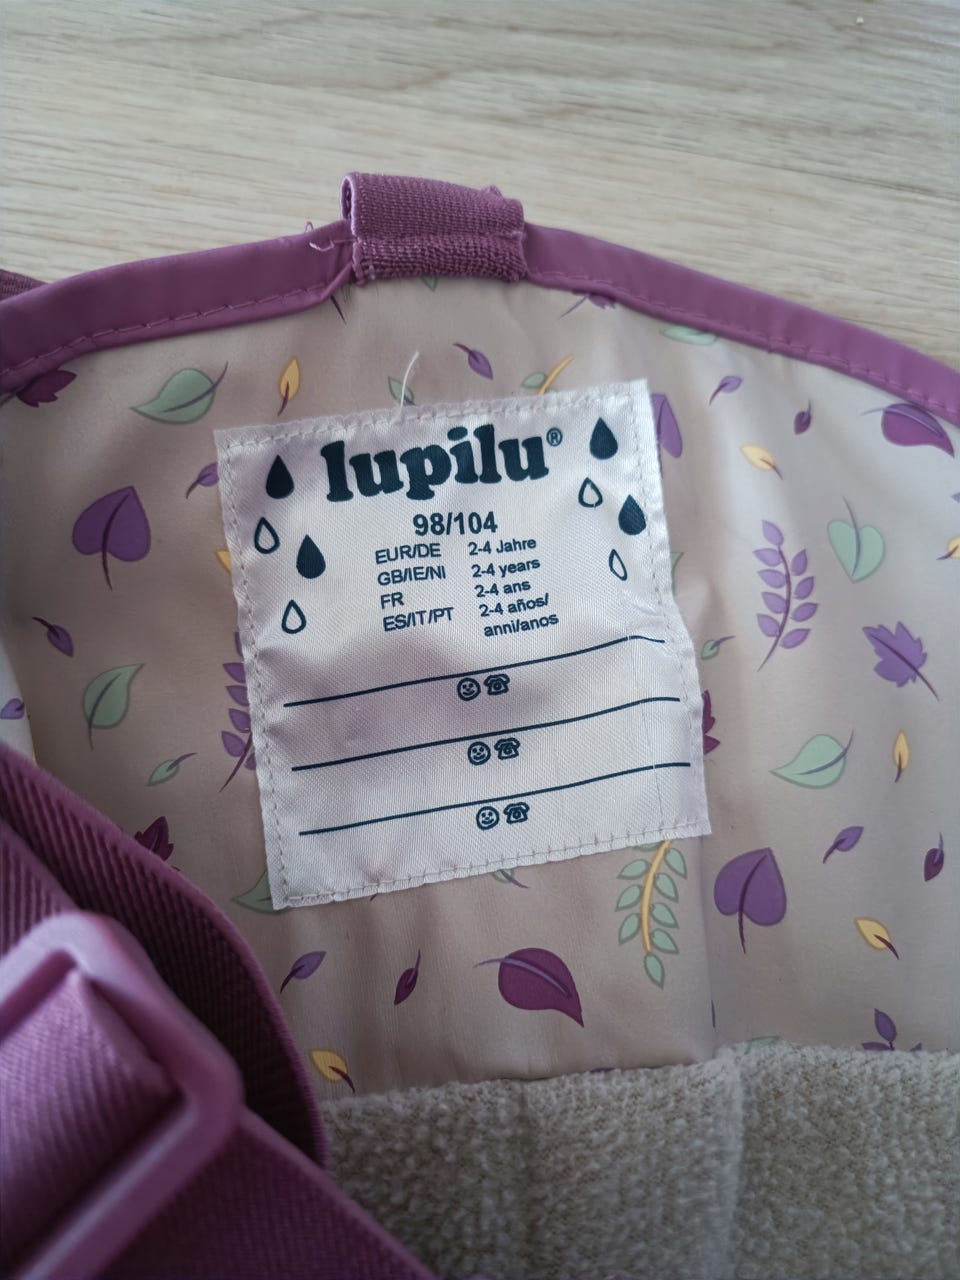 lupilu®
98/104
EUR/DE 2-4 Jahre
GB/IE/NI 2-4 years
FR 2-4 ans
ES/IT/PT 2-4 años/
anni/anos